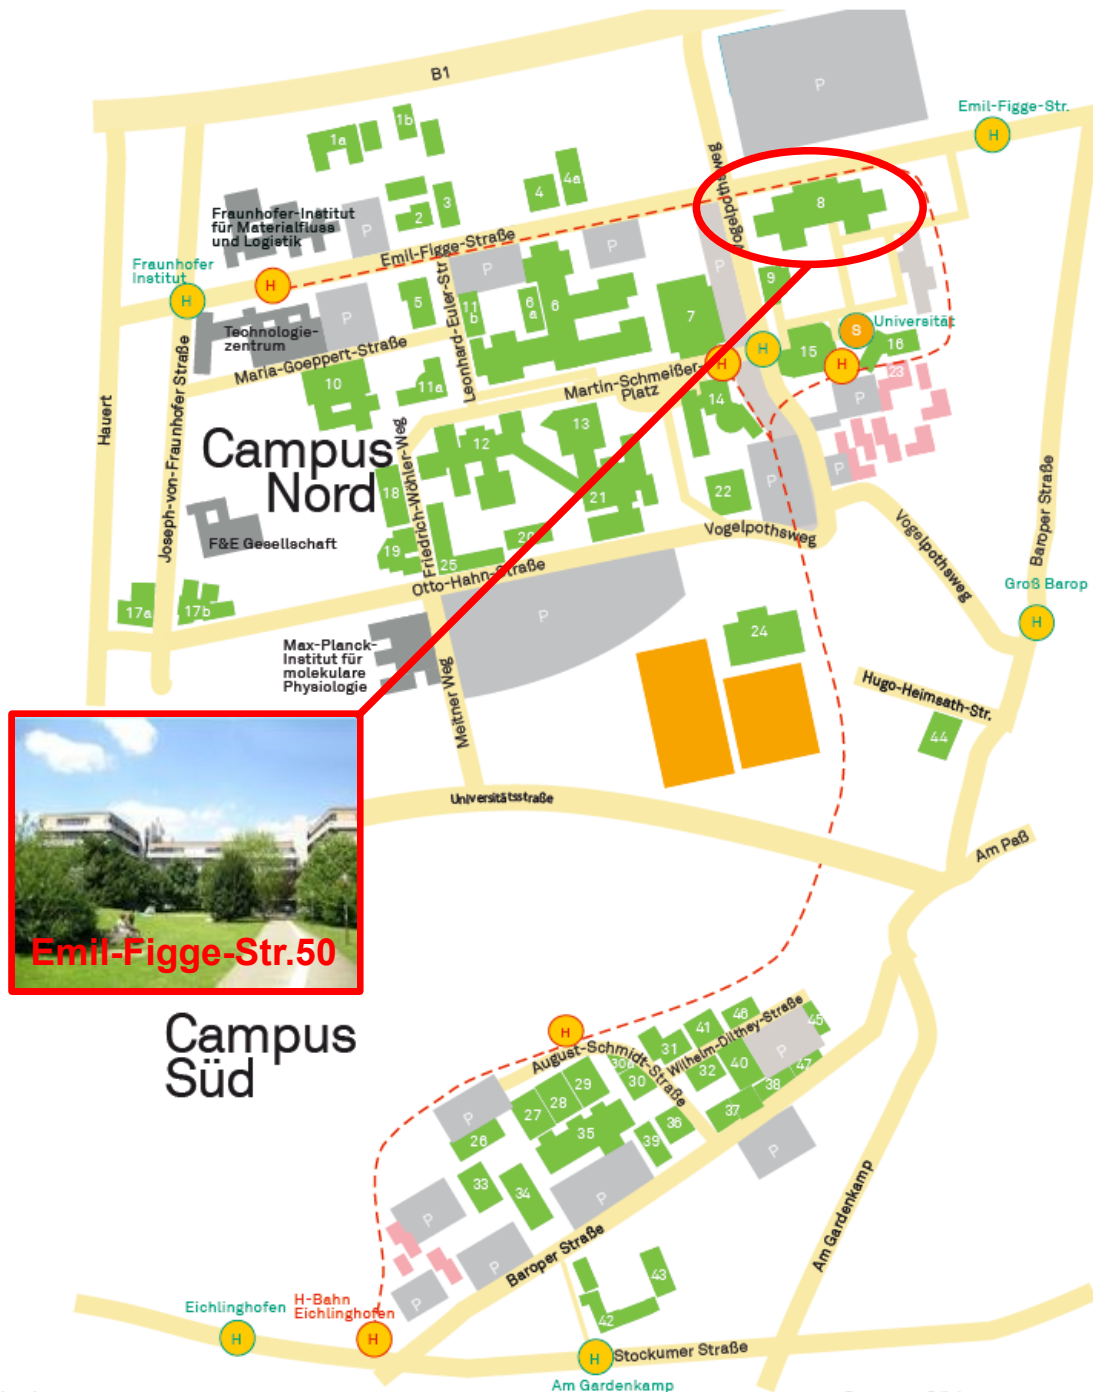 B1
P
Emil-Figge-Str.
H
1a
1b
Vogelpothsweg
4
4a
3
2
8
Fraunhofer-Institut
für Materialfluss
und Logistik
P
Emil-Figge-Straße
P
P
P
Fraunhofer
Institut
H
H
5
Leonhard-Euler-Str.
11
b
6
a
6
7
9
S
Universität
Technologie-
zentrum
P
Maria-Goeppert-Straße
H
H
15
H
16
23
10
11a
Martin-Schmeißer-
Platz
14
P
Hauert
Joseph-von-Fraunhofer Straße
Campus
Nord
Friedrich-Wöhler-Weg
12
13
P
P
18
21
22
F&E Gesellschaft
19
25
20
Vogelpothsweg
Vogelpothsweg
Baroper Straße
Otto-Hahn-Straße
17a
17b
P
Groß Barop
H
24
Max-Planck-
Institut für
molekulare
Physiologie
Meitner Weg
Hugo-Heimsath-Str.
44
Universitätsstraße
Am Paß
Emil-Figge-Str.50
Campus
Süd
H
August-Schmidt-Straße
Wilhelm-Dilthey-Straße
46
45
41
31
30a
30
32
40
P
47
38
37
29
28
27
P
26
35
36
39
P
33
34
P
P
P
P
Baroper Straße
Am Gardenkamp
43
42
Eichlinghofen
H
H-Bahn
Eichlinghofen
H
H
Stockumer Straße
Am Gardenkamp